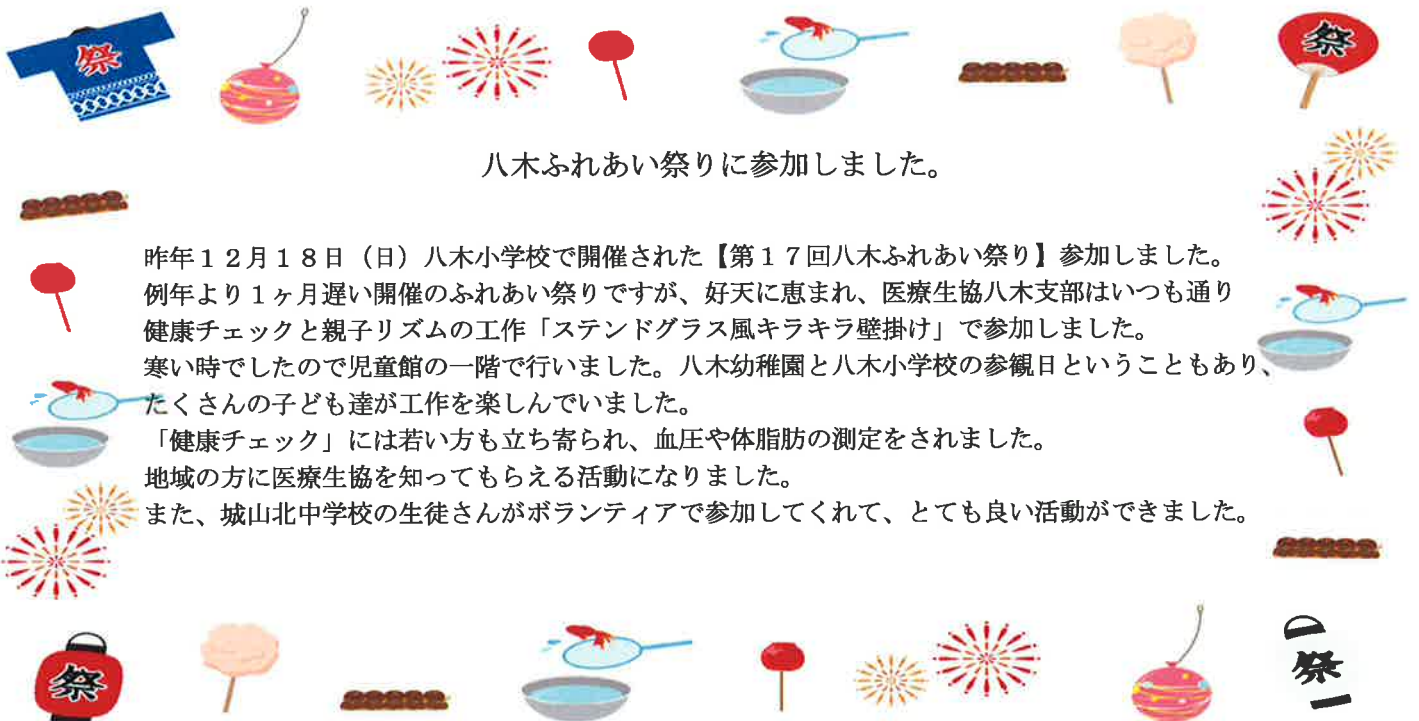 祭
祭
八木ふれあい祭りに参加しました。
昨年１２月１８日（日）八木小学校で開催された【第１７回八木ふれあい祭り】参加しました。
例年より１ヶ月遅い開催のふれあい祭りですが、好天に恵まれ、医療生協八木支部はいつも通り
健康チェックと親子リズムの工作「ステンドグラス風キラキラ壁掛け」で参加しました。
寒い時でしたので児童館の一階で行いました。八木幼稚園と八木小学校の参観日ということもあり、
たくさんの子ども達が工作を楽しんでいました。
「健康チェック」には若い方も立ち寄られ、血圧や体脂肪の測定をされました。
地域の方に医療生協を知ってもらえる活動になりました。
また、城山北中学校の生徒さんがボランティアで参加してくれて、とても良い活動ができました。
祭
祭